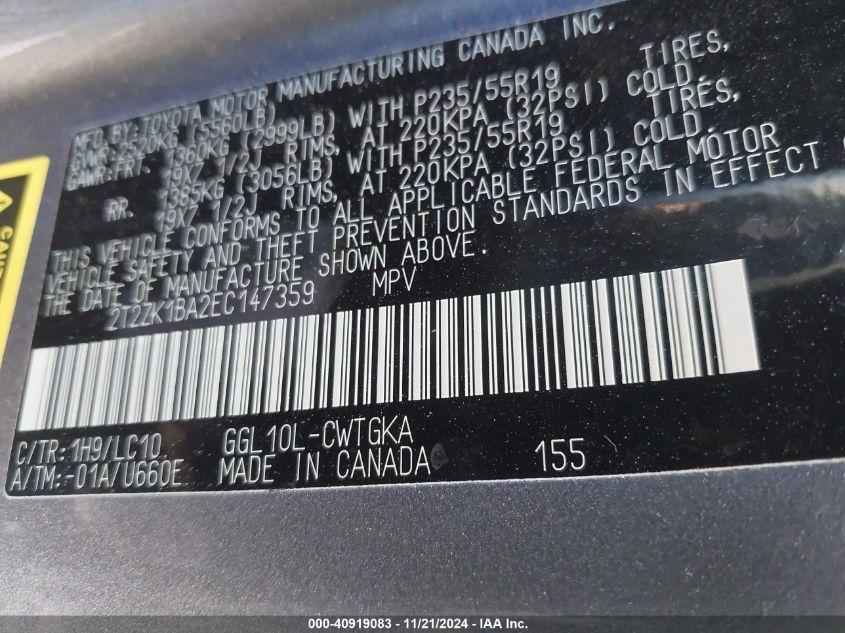 MFD BY:TOYOTA MOTOR MANUFACTURING CANADA INC.
GVWR:2520KG (5560LB)
GAWR:FRT. 1360KG (2999LB) WITH P235/55R19 TIRES,
19X7 1/2J RIMS, AT 220KPA (32PSI) COLD.
RR. 1385KG (3056LB) WITH P235/55R19 TIRES,
19X7 1/2J RIMS, AT 220KPA (32PSI) COLD.
THIS VEHICLE CONFORMS TO ALL APPLICABLE FEDERAL MOTOR
VEHICLE SAFETY AND THEFT PREVENTION STANDARDS IN EFFECT
THE DATE OF MANUFACTURE SHOWN ABOVE.
2T2ZK1BA2EC147359 MPV
C/TR: 1H9/LC10 GGL10L-CWTGKA
A/TM:-01A/U660E MADE IN CANADA 155
000-40919083 - 11/21/2024 - IAA Inc.